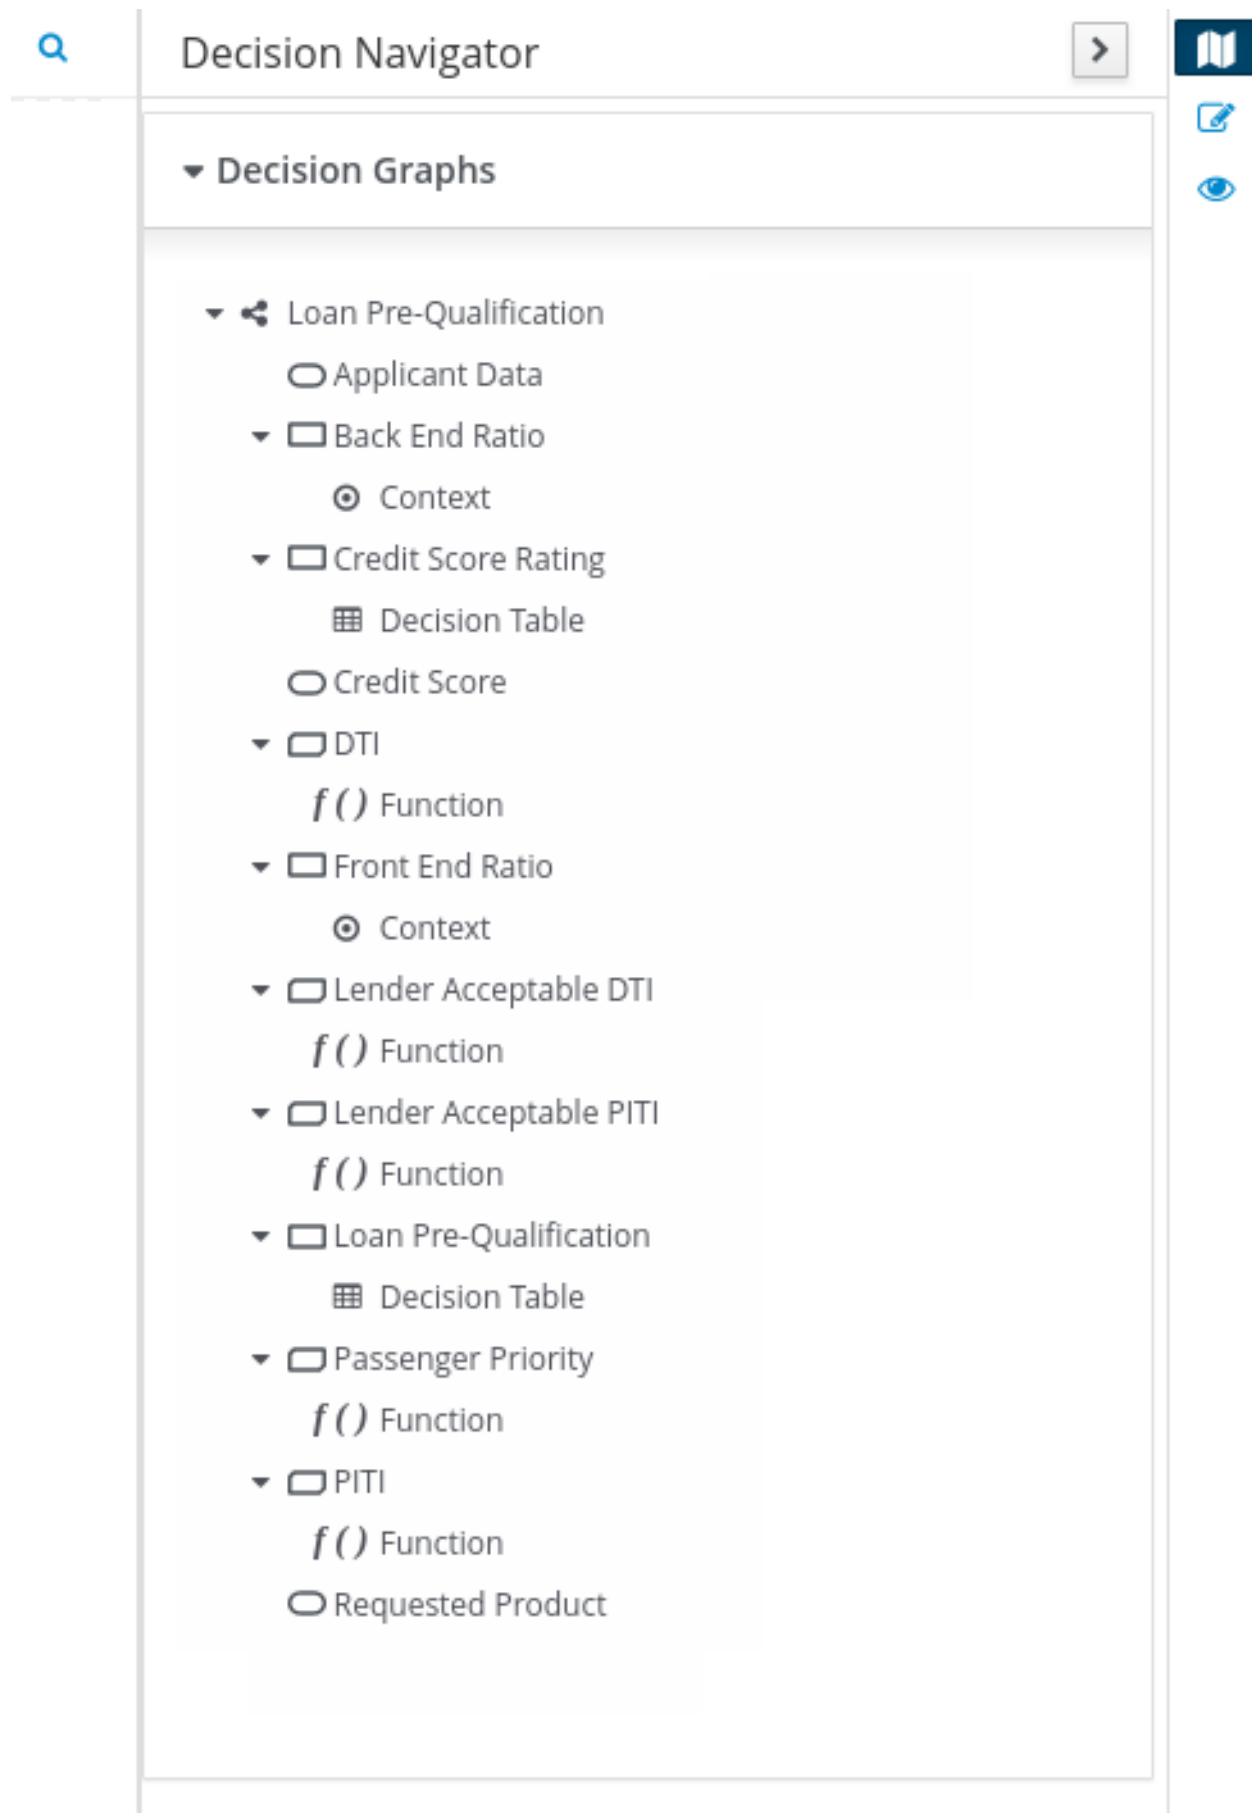 Decision Navigator
Decision Graphs
Loan Pre-Qualification
Applicant Data
Back End Ratio
Context
Credit Score Rating
Decision Table
Credit Score
DTI
f () Function
Front End Ratio
Context
Lender Acceptable DTI
f () Function
Lender Acceptable PITI
f () Function
Loan Pre-Qualification
Decision Table
Passenger Priority
f () Function
PITI
f () Function
Requested Product